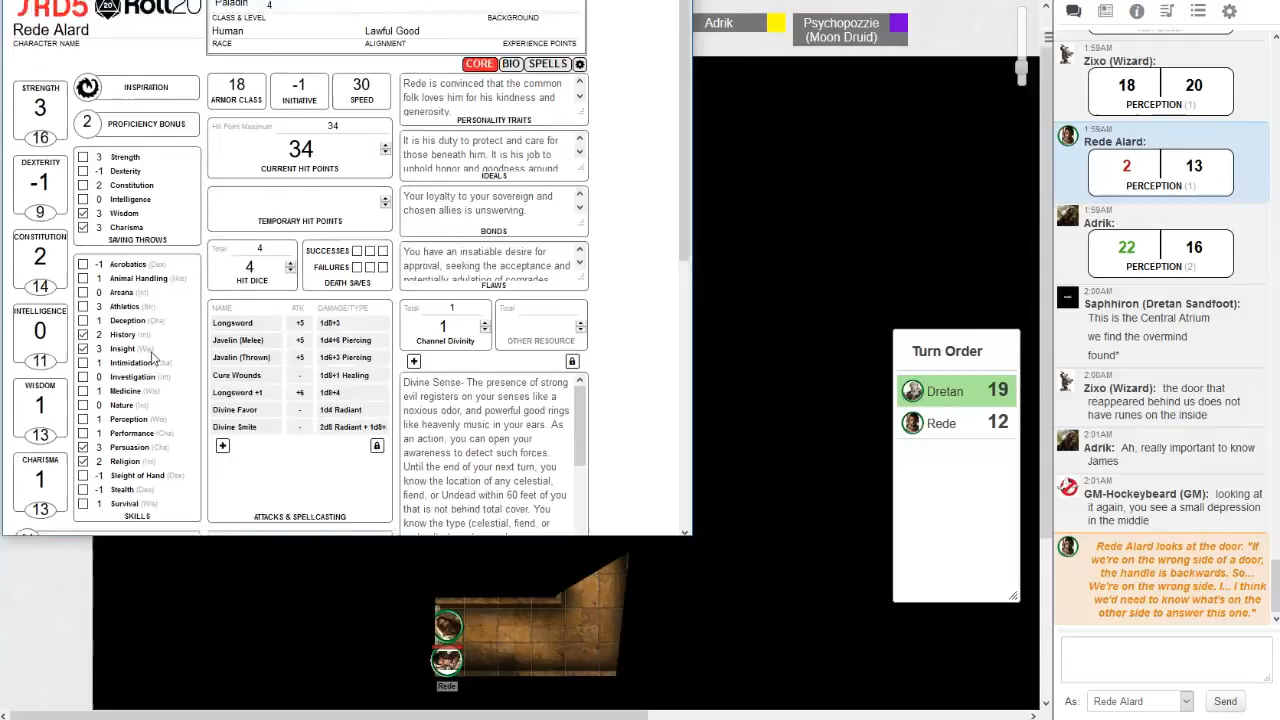 SRD5
ROLL20
Rede Alard
CHARACTER NAME
Paladin 4
CLASS & LEVEL
BACKGROUND
Human
Lawful Good
RACE
ALIGNMENT
EXPERIENCE POINTS
CORE
BIO
SPELLS
STRENGTH
3
16
DEXTERITY
-1
9
CONSTITUTION
2
14
INTELLIGENCE
0
11
WISDOM
1
13
CHARISMA
1
13
INSPIRATION
2 PROFICIENCY BONUS
3 Strength
-1 Dexterity
2 Constitution
0 Intelligence
3 Wisdom
3 Charisma
SAVING THROWS
-1 Acrobatics (Dex)
1 Animal Handling (Wis)
0 Arcana (Int)
3 Athletics (Str)
1 Deception (Cha)
2 History (Int)
3 Insight (Wis)
1 Intimidation (Cha)
0 Investigation (Int)
1 Medicine (Wis)
0 Nature (Int)
1 Perception (Wis)
1 Performance (Cha)
3 Persuasion (Cha)
2 Religion (Int)
-1 Sleight of Hand (Dex)
-1 Stealth (Dex)
1 Survival (Wis)
SKILLS
18
ARMOR CLASS
-1
INITIATIVE
30
SPEED
Hit Point Maximum 34
34
CURRENT HIT POINTS
TEMPORARY HIT POINTS
Total 4
4
HIT DICE
SUCCESSES
FAILURES
DEATH SAVES
NAME ATK DAMAGE/TYPE
Longsword +5 1d8+3
Javelin (Melee) +5 1d4+6 Piercing
Javalin (Thrown) +5 1d6+3 Piercing
Cure Wounds - 1d8+1 Healing
Longsword +1 +6 1d8+4
Divine Favor - 1d4 Radiant
Divine Smite - 2d8 Radiant + 1d8
ATTACKS & SPELLCASTING
Rede is convinced that the common
folk loves him for his kindness and
generosity.
PERSONALITY TRAITS
It is his duty to protect and care for
those beneath him. It is his job to
uphold honor and goodness around
IDEALS
Your loyalty to your sovereign and
chosen allies is unswerving.
BONDS
You have an insatiable desire for
approval, seeking the acceptance and
potentially adulation of comrades
FLAWS
Total 1
1
Channel Divinity
Total
OTHER RESOURCE
Divine Sense- The presence of strong
evil registers on your senses like a
noxious odor, and powerful good rings
like heavenly music in your ears. As
an action, you can open your
awareness to detect such forces.
Until the end of your next turn, you
know the location of any celestial,
fiend, or Undead within 60 feet of you
that is not behind total cover. You
know the type (celestial, fiend, or
Adrik
Psychopozzie
(Moon Druid)
Rede
Turn Order
Dretan 19
Rede 12
1:59AM
Zixo (Wizard):
18 20
PERCEPTION (1)
1:59AM
Rede Alard:
2 13
PERCEPTION (1)
1:59AM
Adrik:
22 16
PERCEPTION (2)
2:00AM
Saphhiron (Dretan Sandfoot):
This is the Central Atrium
we find the overmind
found*
2:00AM
Zixo (Wizard): the door that
reappeared behind us does not
have runes on the inside
2:01AM
Adrik: Ah, really important to know
James
2:01AM
GM-Hockeybeard (GM): looking at
it again, you see a small depression
in the middle
Rede Alard looks at the door. "If
we're on the wrong side of a door,
the handle is backwards. So...
We're on the wrong side. I... I think
we'd need to know what's on the
other side to answer this one."
As: Rede Alard
Send